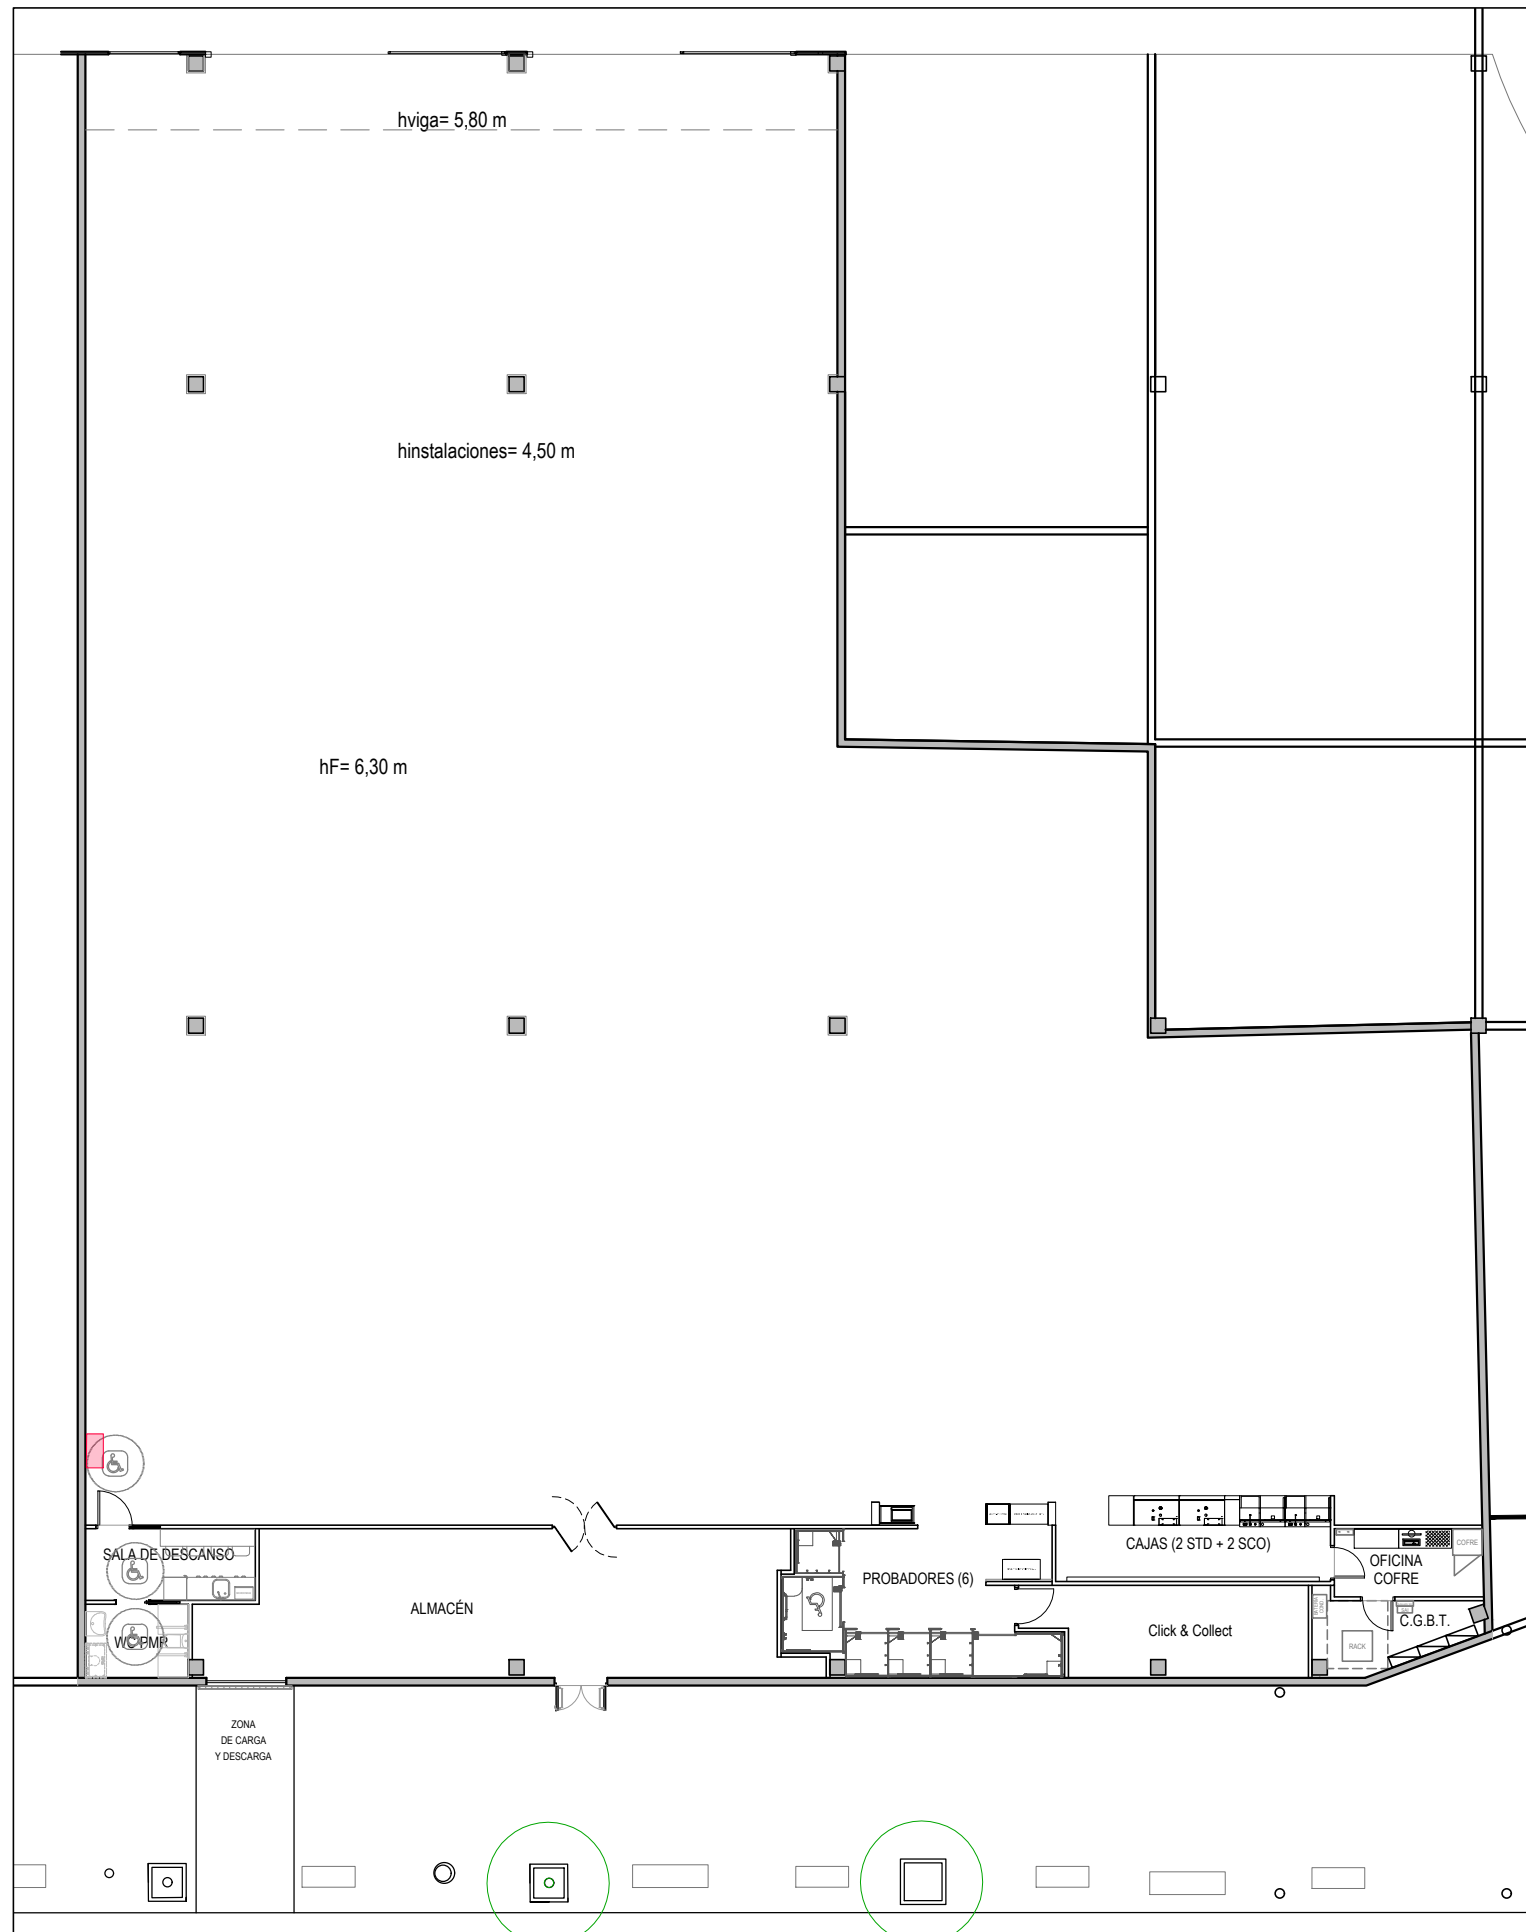 hviga= 5,80 m
hinstalaciones= 4,50 m
hF= 6,30 m
SALA DE DESCANSO
WC PMR
ALMACÉN
PROBADORES (6)
CAJAS (2 STD + 2 SCO)
Click & Collect
OFICINA
COFRE
COFRE
C.G.B.T.
RACK
ZONA
DE CARGA
Y DESCARGA